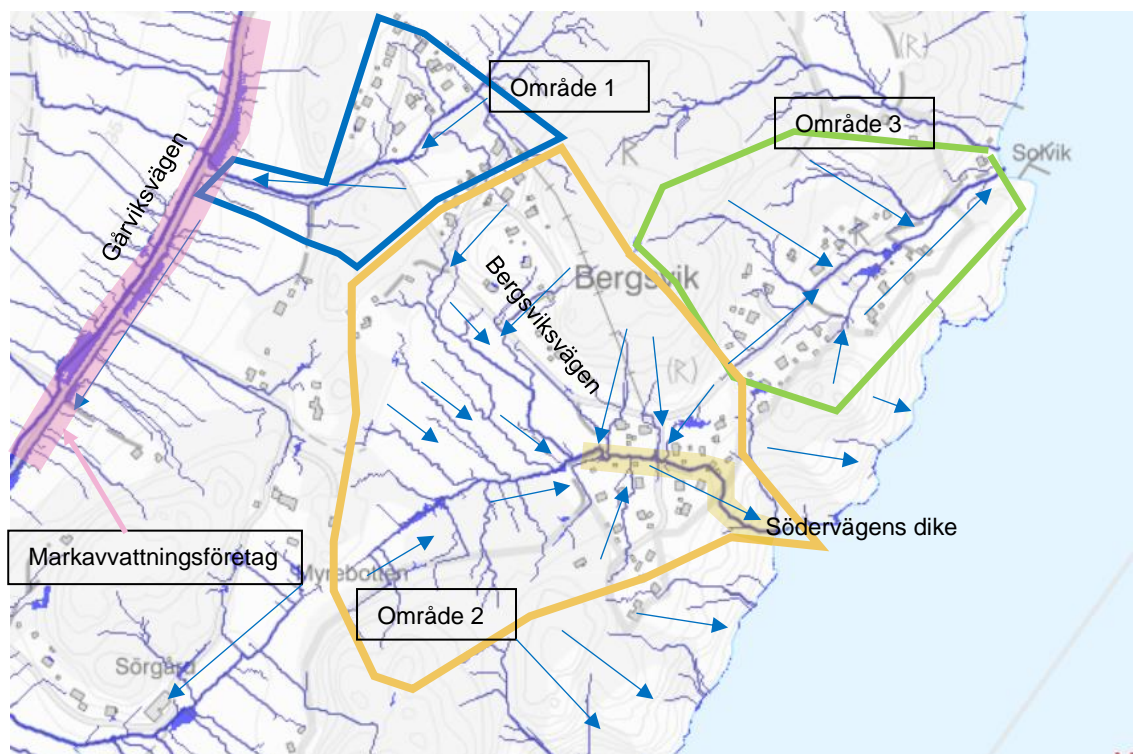 Område 1
(R)
Område 3
Solvik
Gårviksvägen
Bergsviksvägen
Bergsvik
(R)
Södervägens dike
Markavvattningsföretag
Myrebotten
Område 2
Sörgård